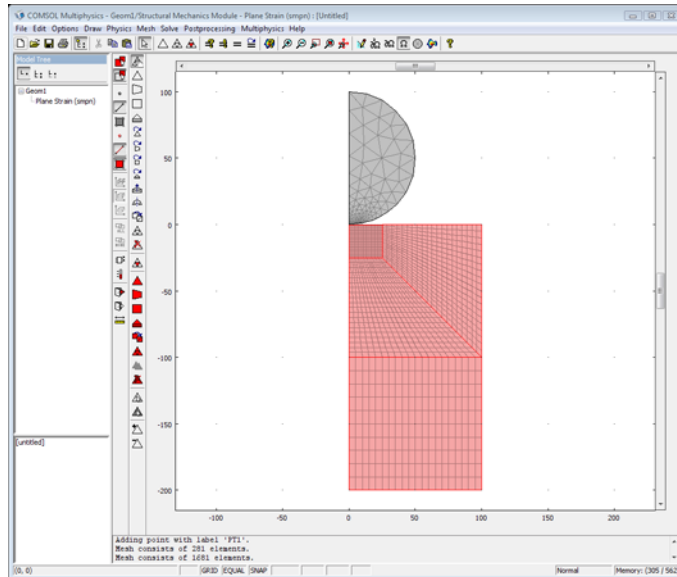 COMSOL Multiphysics - Geom1/Structural Mechanics Module - Plane Strain (smpn) : [Untitled]
File Edit Options Draw Physics Mesh Solve Postprocessing Multiphysics Help
Model Tree
Geom1
Plane Strain (smpn)
100
50
0
-50
-100
-150
-200
-100 0 100 200
[untitled]
Adding point with label 'PT1'.
Mesh consists of 281 elements.
Mesh consists of 1681 elements.
(0, 0) GRID EQUAL SNAP Normal Memory: (305 / 562